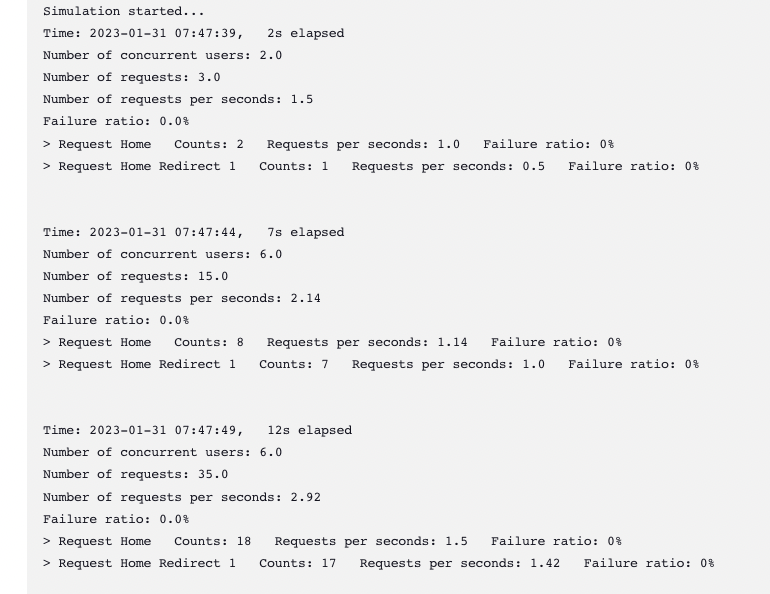 Simulation started...
Time: 2023-01-31 07:47:39,   2s elapsed
Number of concurrent users: 2.0
Number of requests: 3.0
Number of requests per seconds: 1.5
Failure ratio: 0.0%
> Request Home   Counts: 2   Requests per seconds: 1.0   Failure ratio: 0%
> Request Home Redirect 1   Counts: 1   Requests per seconds: 0.5   Failure ratio: 0%
Time: 2023-01-31 07:47:44,   7s elapsed
Number of concurrent users: 6.0
Number of requests: 15.0
Number of requests per seconds: 2.14
Failure ratio: 0.0%
> Request Home   Counts: 8   Requests per seconds: 1.14   Failure ratio: 0%
> Request Home Redirect 1   Counts: 7   Requests per seconds: 1.0   Failure ratio: 0%
Time: 2023-01-31 07:47:49,   12s elapsed
Number of concurrent users: 6.0
Number of requests: 35.0
Number of requests per seconds: 2.92
Failure ratio: 0.0%
> Request Home   Counts: 18   Requests per seconds: 1.5   Failure ratio: 0%
> Request Home Redirect 1   Counts: 17   Requests per seconds: 1.42   Failure ratio: 0%